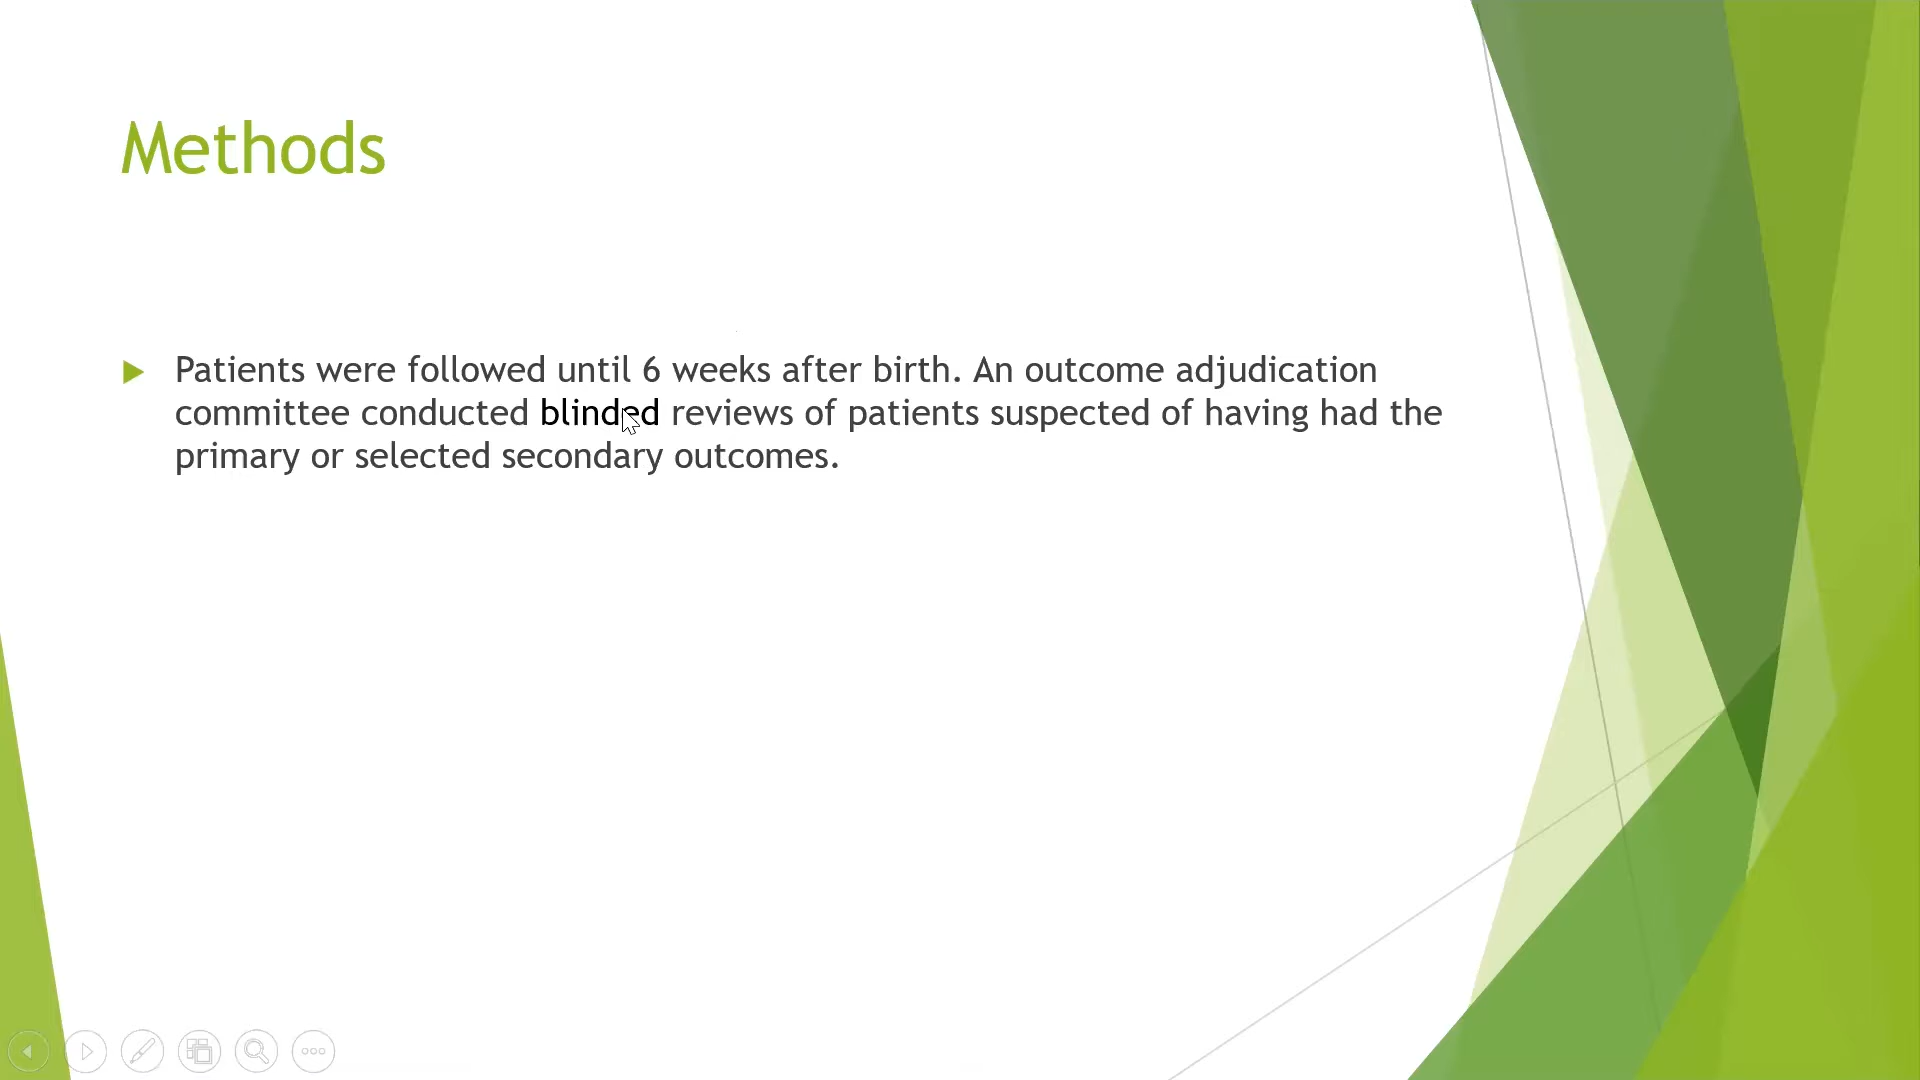 Methods
Patients were followed until 6 weeks after birth. An outcome adjudication
committee conducted blinded reviews of patients suspected of having had the
primary or selected secondary outcomes.